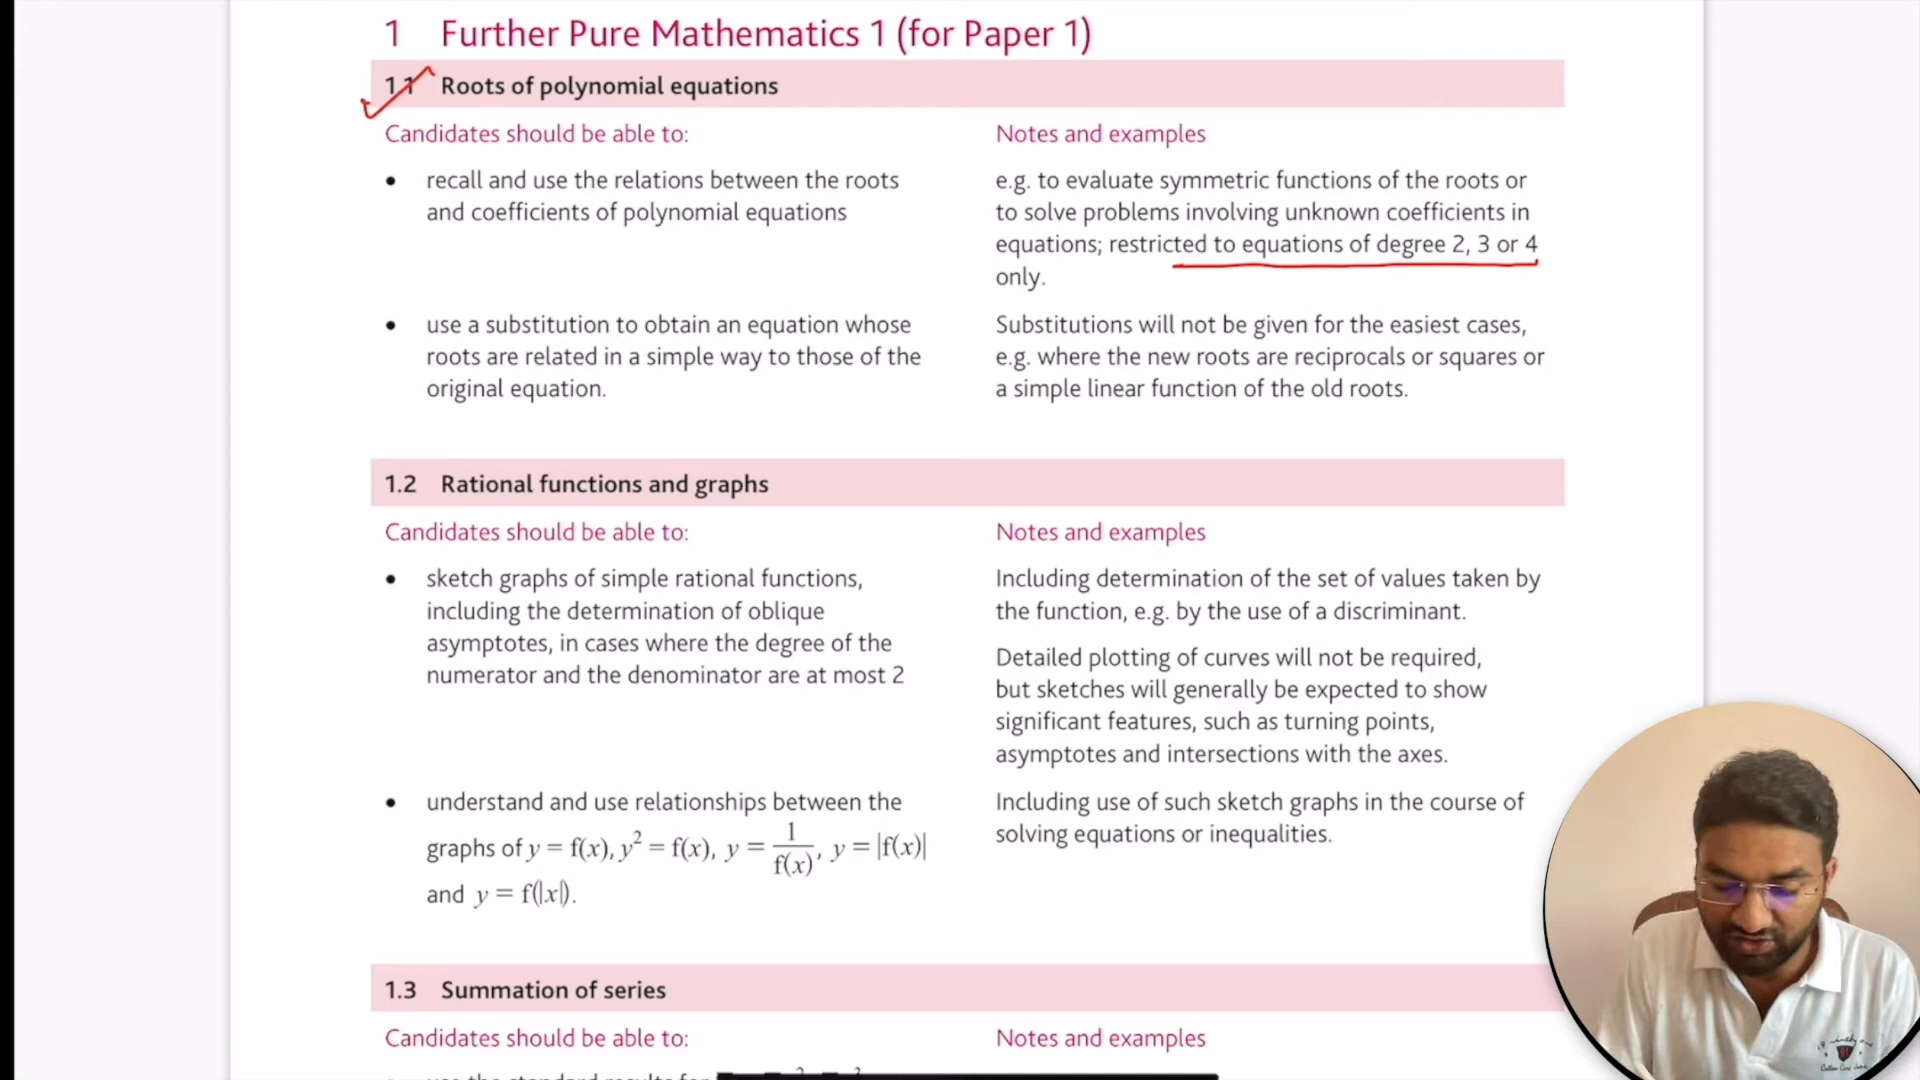 1 Further Pure Mathematics 1 (for Paper 1)
1.1 Roots of polynomial equations
Candidates should be able to:
Notes and examples
• recall and use the relations between the roots
and coefficients of polynomial equations
e.g. to evaluate symmetric functions of the roots or
to solve problems involving unknown coefficients in
equations; restricted to equations of degree 2, 3 or 4
only.
• use a substitution to obtain an equation whose
roots are related in a simple way to those of the
original equation.
Substitutions will not be given for the easiest cases,
e.g. where the new roots are reciprocals or squares or
a simple linear function of the old roots.
1.2 Rational functions and graphs
Candidates should be able to:
Notes and examples
• sketch graphs of simple rational functions,
including the determination of oblique
asymptotes, in cases where the degree of the
numerator and the denominator are at most 2
Including determination of the set of values taken by
the function, e.g. by the use of a discriminant.
Detailed plotting of curves will not be required,
but sketches will generally be expected to show
significant features, such as turning points,
asymptotes and intersections with the axes.
• understand and use relationships between the
graphs of y = f(x), y² = f(x), y = 1/f(x), y = |f(x)|
and y = f(|x|).
Including use of such sketch graphs in the course of
solving equations or inequalities.
1.3 Summation of series
Candidates should be able to:
Notes and examples